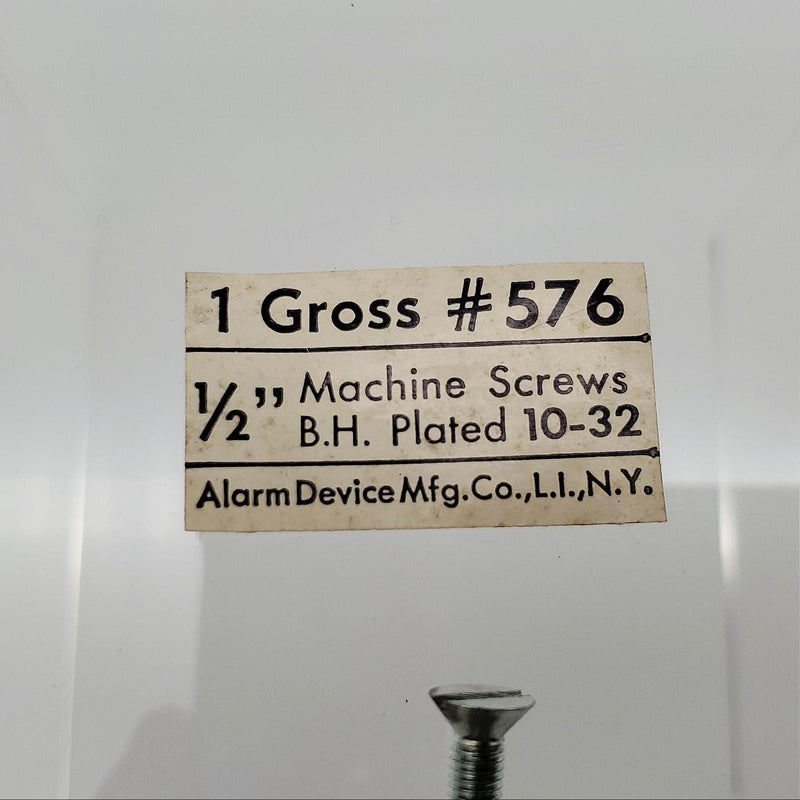 1 Gross #576
1/2” Machine Screws
B.H. Plated 10-32
Alarm Device Mfg. Co., L.I., N.Y.